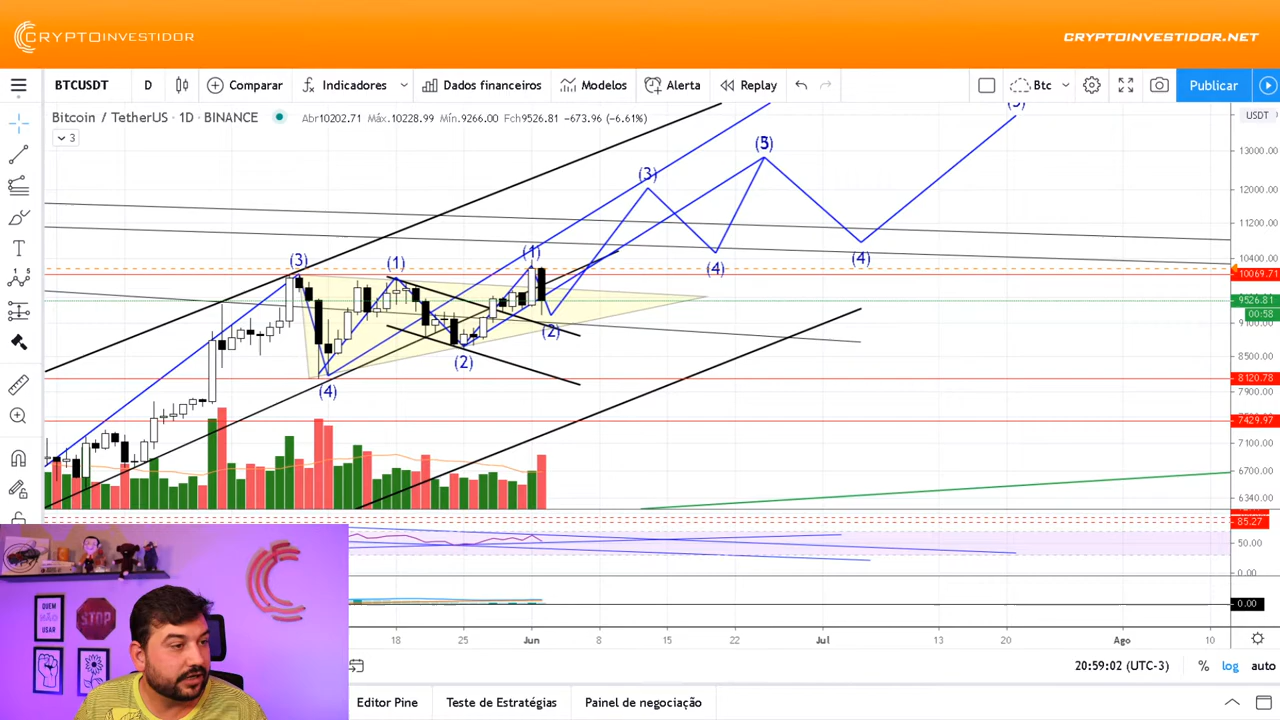 CRYPTOINVESTIDOR
CRYPTOINVESTIDOR.NET
BTCUSDT D Comparar Indicadores Dados financeiros Modelos Alerta Replay Btc Publicar
Bitcoin / TetherUS · 1D · BINANCE Abr10202.71 Máx.10228.99 Mín.9266.00 Fch9526.81 −673.96 (−6.61%)
3
USDT
13000.00
12000.00
11200.00
10400.00
10069.71
9526.81
00:58
8500.00
8120.78
7900.00
7429.97
7100.00
6700.00
6340.00
85.27
50.00
0.00
0.00
(3)
(4)
(1)
(2)
(1)
(2)
(3)
(4)
(4)
QUEM
NÃO
USAR
STOP
18 25 Jun 8 15 22 Jul 13 20 Ago 10
20:59:02 (UTC-3) % log auto
Editor Pine Teste de Estratégias Painel de negociação